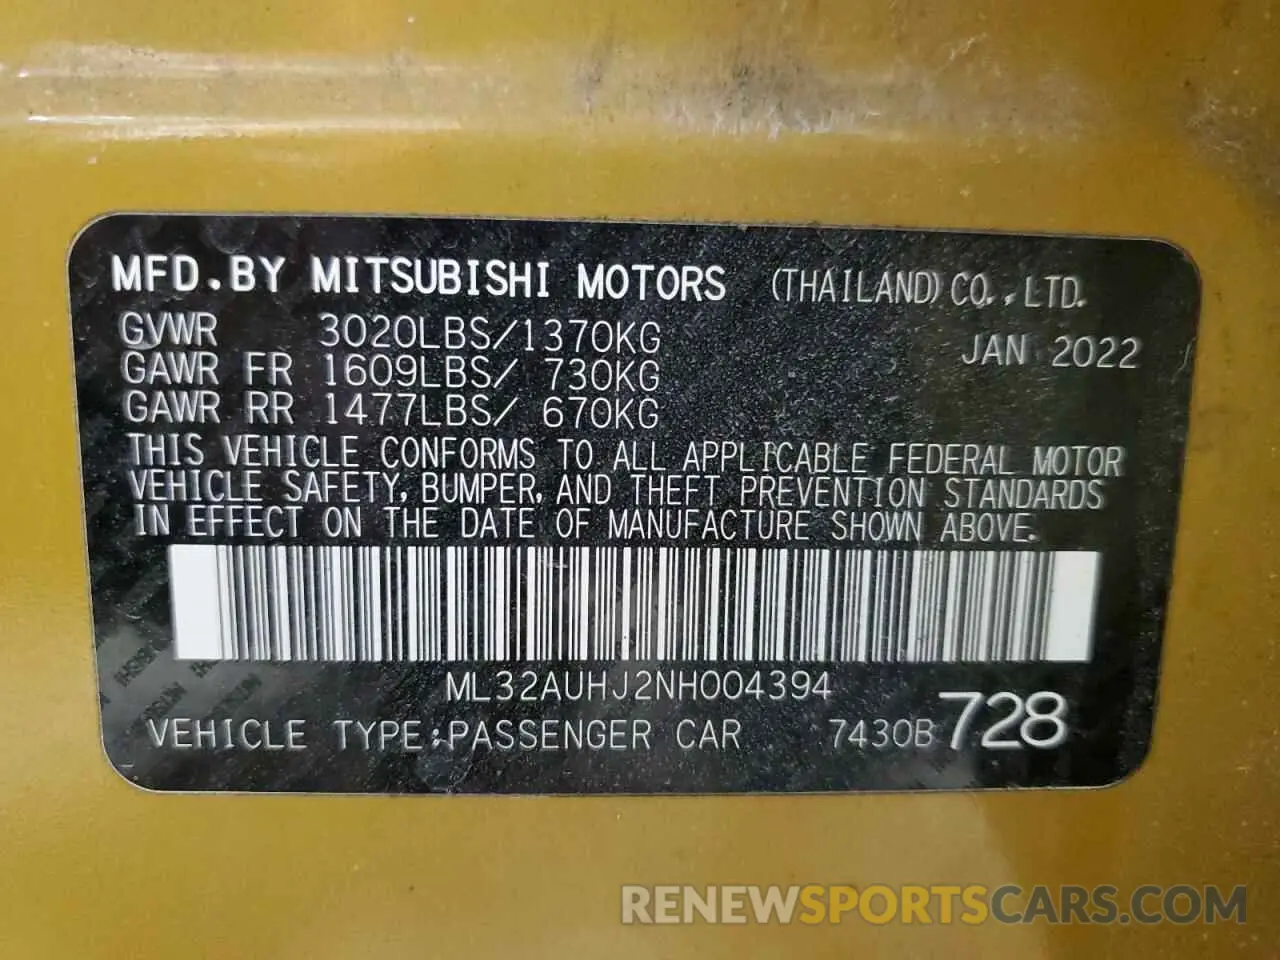 MFD.BY MITSUBISHI MOTORS (THAILAND) CO.,LTD.
GVWR 3020LBS/1370KG JAN 2022
GAWR FR 1609LBS/ 730KG
GAWR RR 1477LBS/ 670KG
THIS VEHICLE CONFORMS TO ALL APPLICABLE FEDERAL MOTOR
VEHICLE SAFETY, BUMPER, AND THEFT PREVENTION STANDARDS
IN EFFECT ON THE DATE OF MANUFACTURE SHOWN ABOVE.
ML32AUHJ2NH004394
VEHICLE TYPE:PASSENGER CAR 7430B 728
RENEWSPORTSCARS.COM